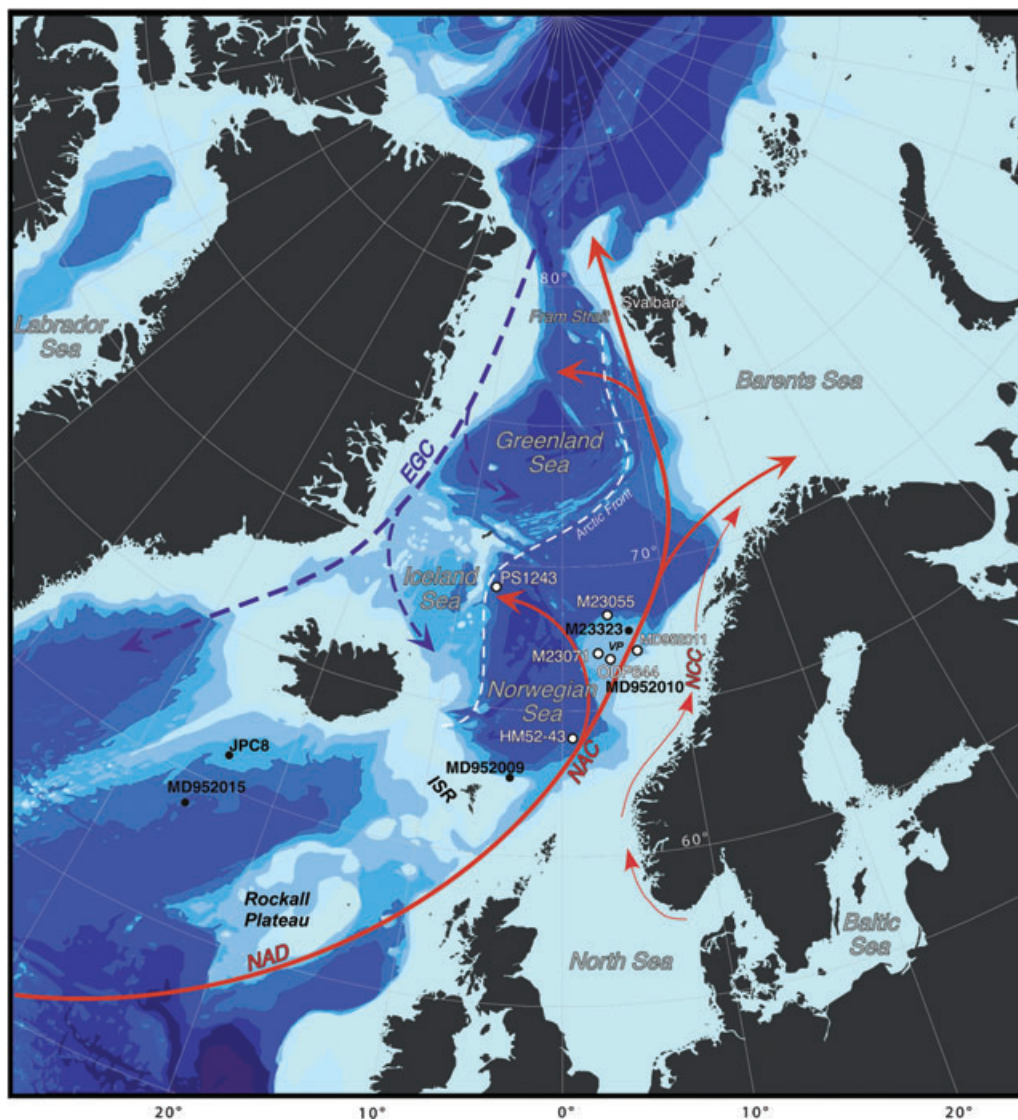 80°
Svalbard
Fram Strait
Labrador
Sea
Barents Sea
Greenland
Sea
EGC
Arctic Front
70°
Iceland
Sea
PS1243
M23055
M23323
MD952011
VP
M23071
ODP644
MD952010
NCC
Norwegian
Sea
HM52-43
NAC
JPC8
MD952009
ISR
MD952015
60°
Rockall
Plateau
Baltic
Sea
NAD
North Sea
20°
10°
0°
10°
20°